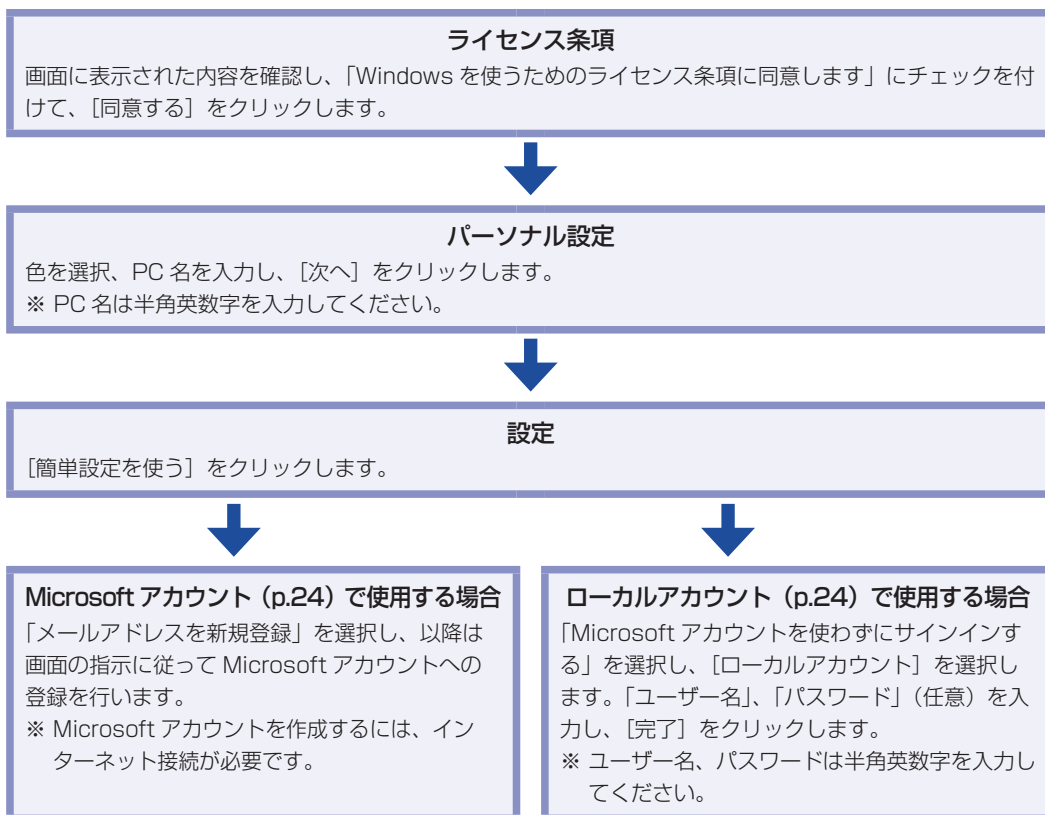 ライセンス条項
画面に表示された内容を確認し、「Windows を使うためのライセンス条項に同意します」にチェックを付
けて、［同意する］をクリックします。
パーソナル設定
色を選択、PC 名を入力し、［次へ］をクリックします。
※ PC 名は半角英数字を入力してください。
設定
［簡単設定を使う］をクリックします。
Microsoft アカウント（p.24）で使用する場合
「メールアドレスを新規登録」を選択し、以降は
画面の指示に従って Microsoft アカウントへの
登録を行います。
※ Microsoft アカウントを作成するには、イン
ターネット接続が必要です。
ローカルアカウント（p.24）で使用する場合
「Microsoft アカウントを使わずにサインインす
る」を選択し、［ローカルアカウント］を選択し
ます。「ユーザー名」、「パスワード」（任意）を入
力し、［完了］をクリックします。
※ ユーザー名、パスワードは半角英数字を入力し
てください。